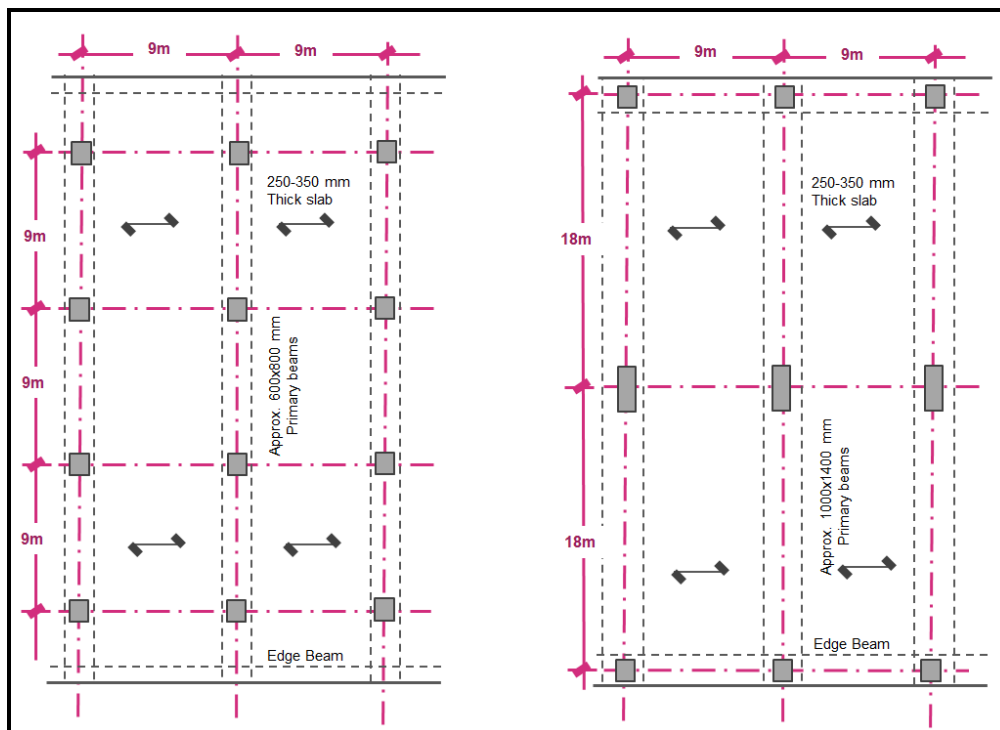 9m
9m
250-350 mm
Thick slab
9m
Approx. 600x800 mm
Primary beams
9m
9m
Edge Beam
9m
9m
250-350 mm
Thick slab
18m
Approx. 1000x1400 mm
Primary beams
18m
Edge Beam